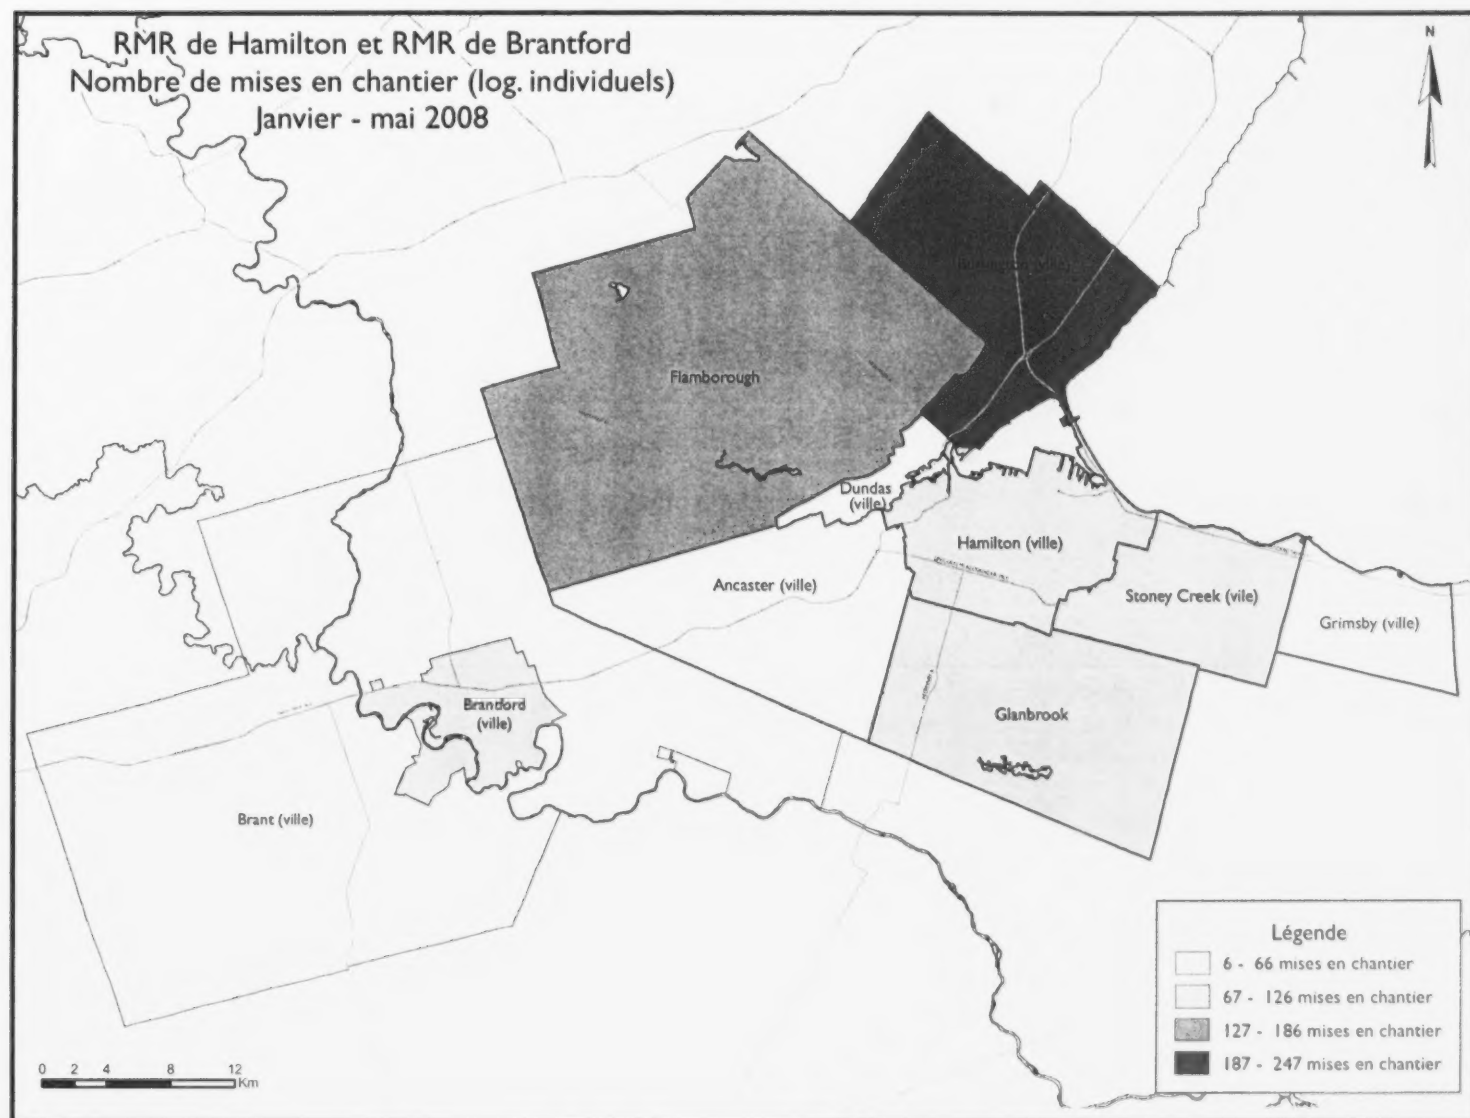 RMR de Hamilton et RMR de Brantford
Nombre de mises en chantier (log. individuels)
Janvier - mai 2008
N
Burlington (ville)
Flamborough
Dundas
(ville)
Hamilton (ville)
Ancaster (ville)
Stoney Creek (vile)
Grimsby (ville)
Brantford
(ville)
Glanbrook
Brant (ville)
Légende
6 - 66 mises en chantier
67 - 126 mises en chantier
127 - 186 mises en chantier
187 - 247 mises en chantier
0 2 4 8 12
Km